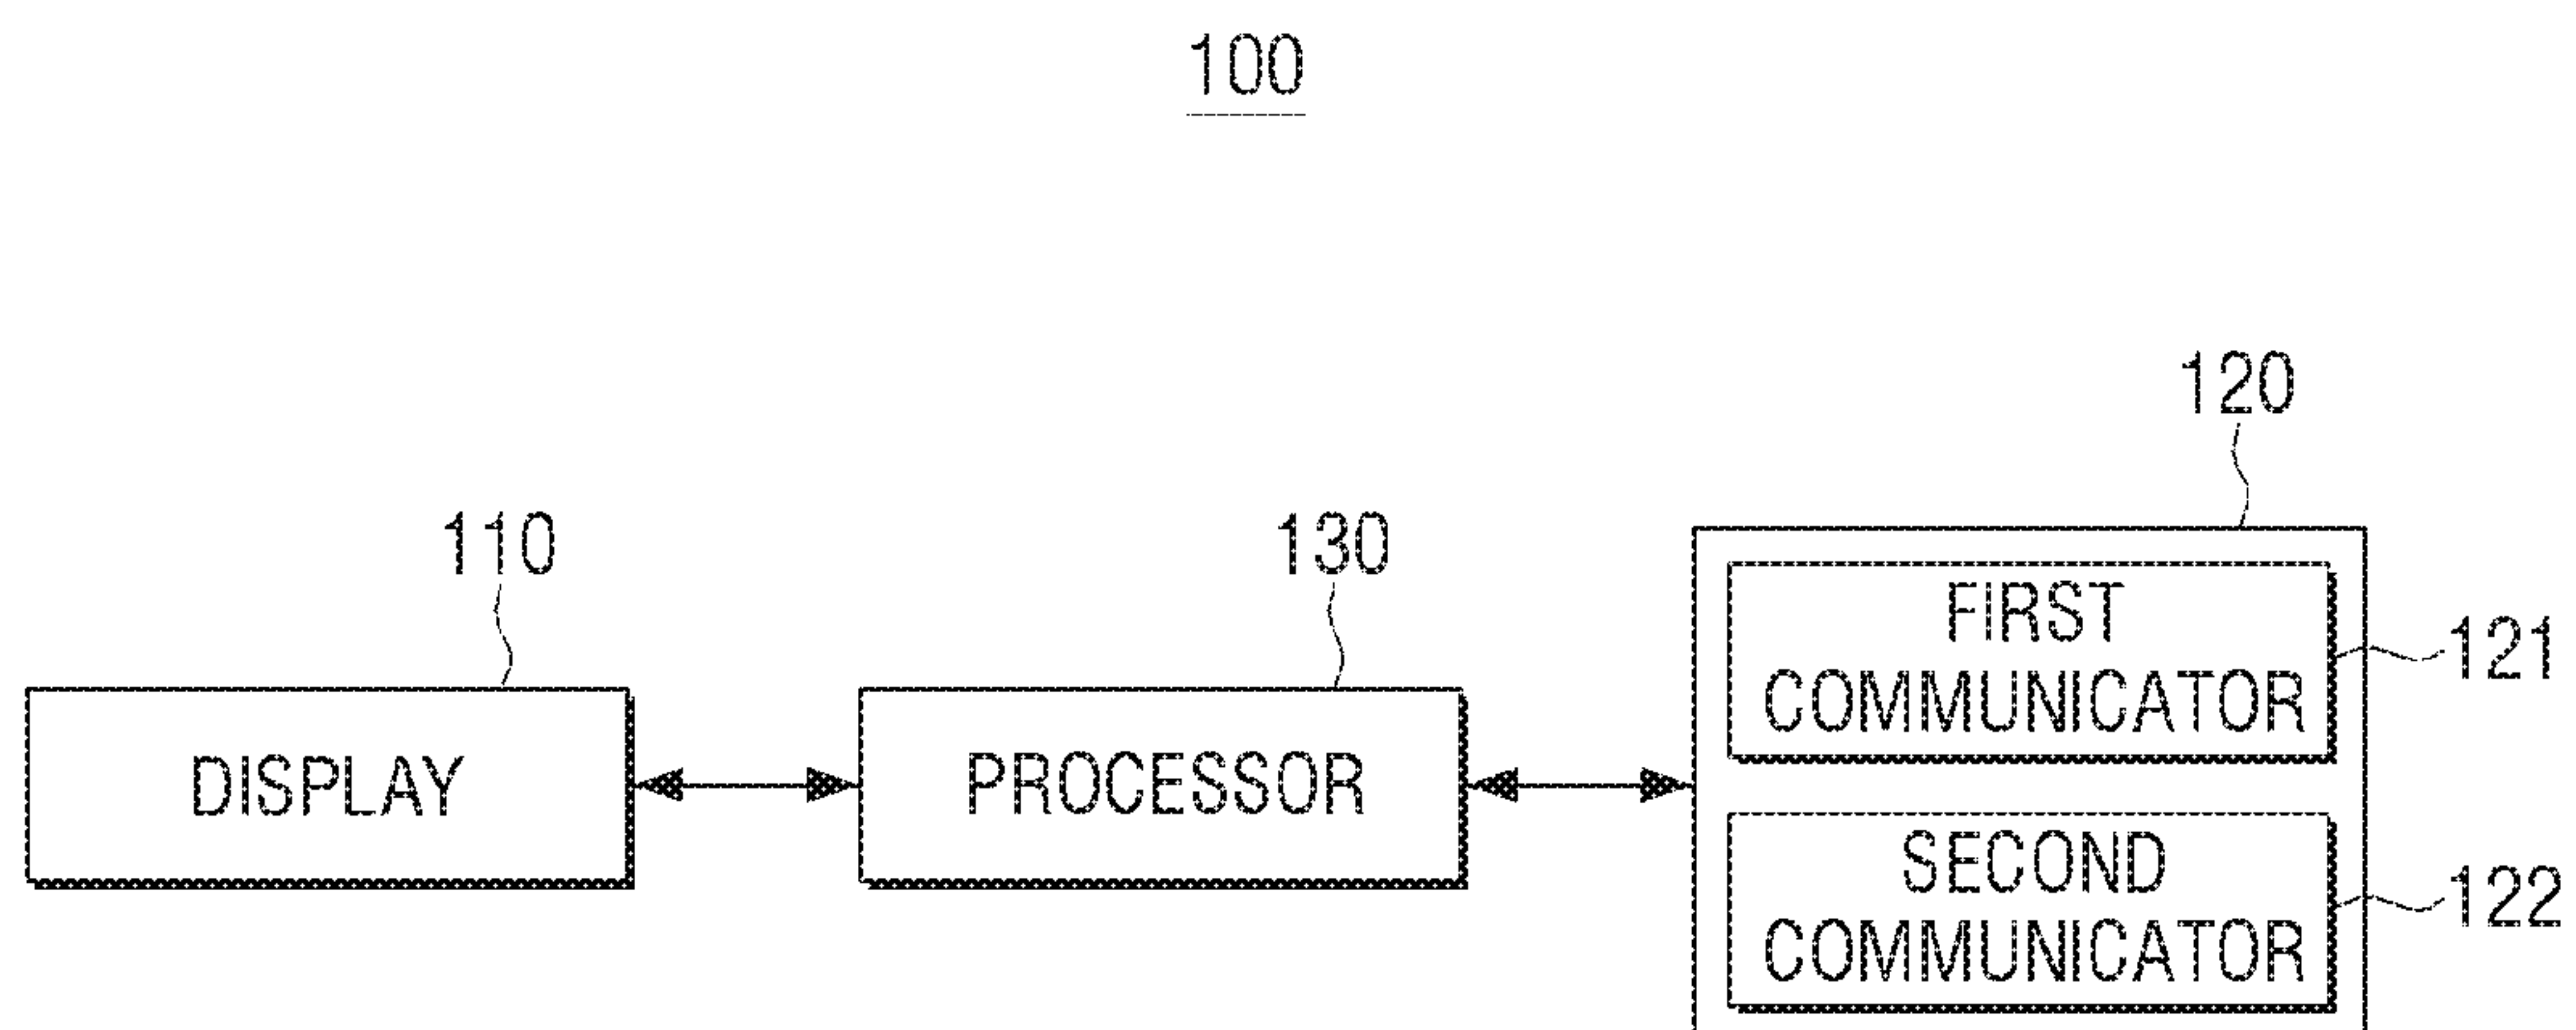 100
120
110
130
FIRST
COMMUNICATOR
121
DISPLAY
PROCESSOR
SECOND
COMMUNICATOR
122